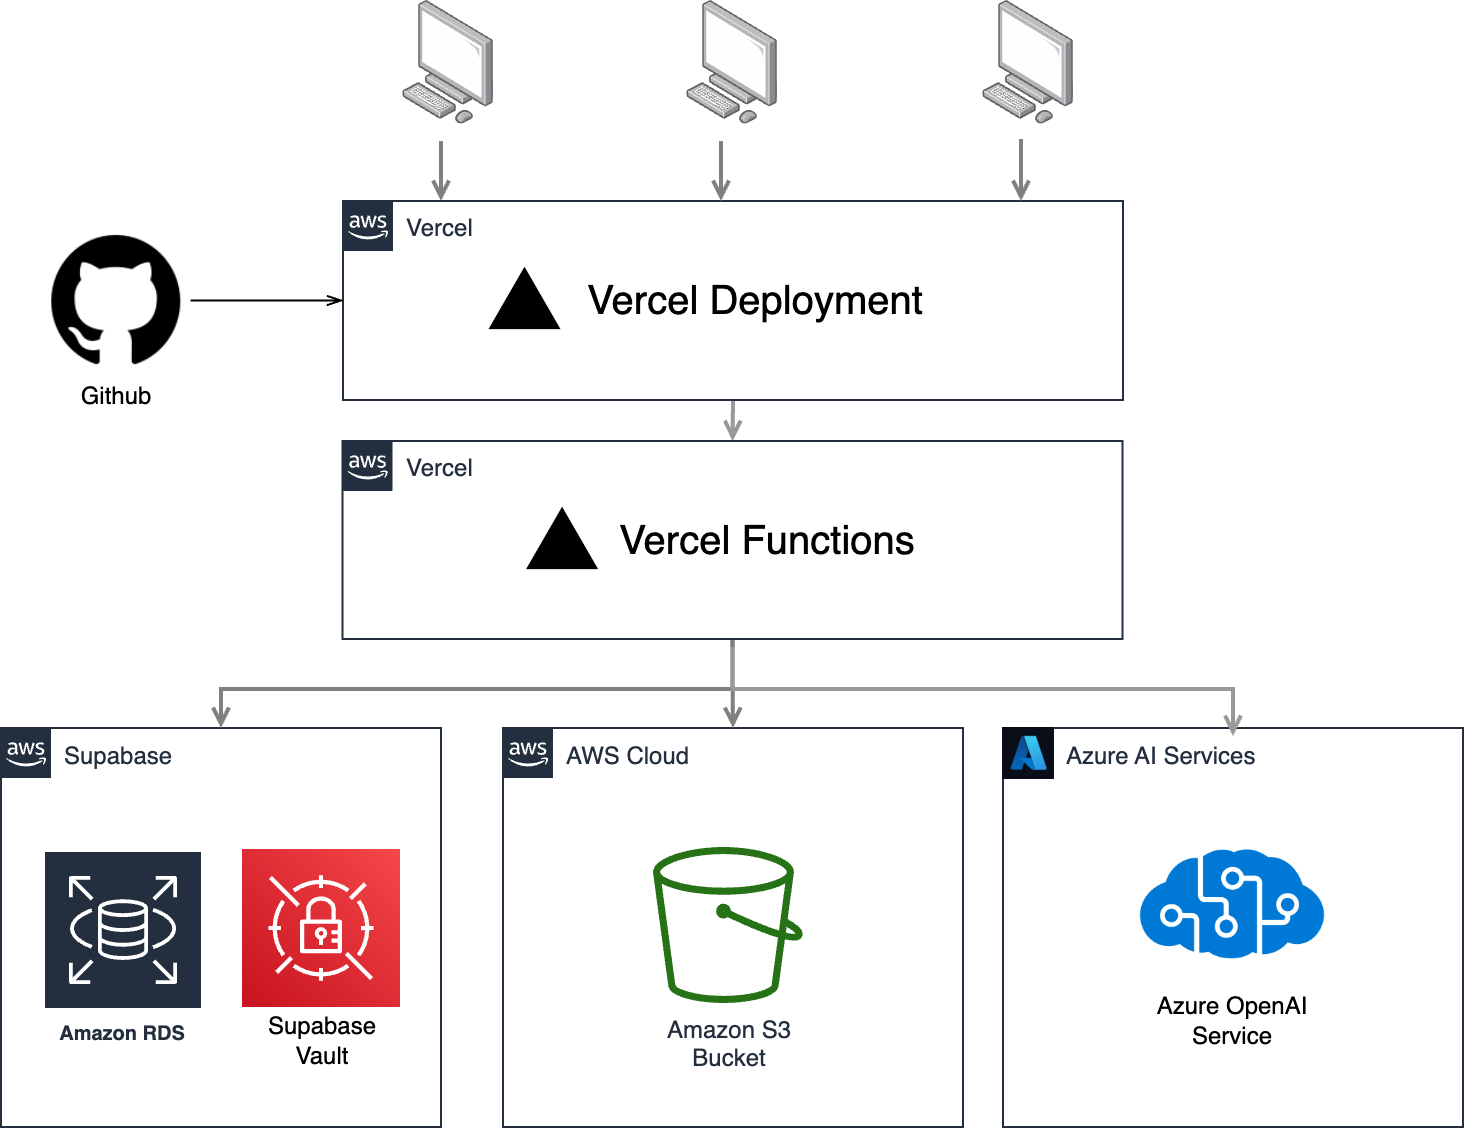 aws
Vercel
Vercel Deployment
Github
aws
Vercel
Vercel Functions
aws
Supabase
Amazon RDS
Supabase
Vault
aws
AWS Cloud
Amazon S3
Bucket
Azure AI Services
Azure OpenAI
Service